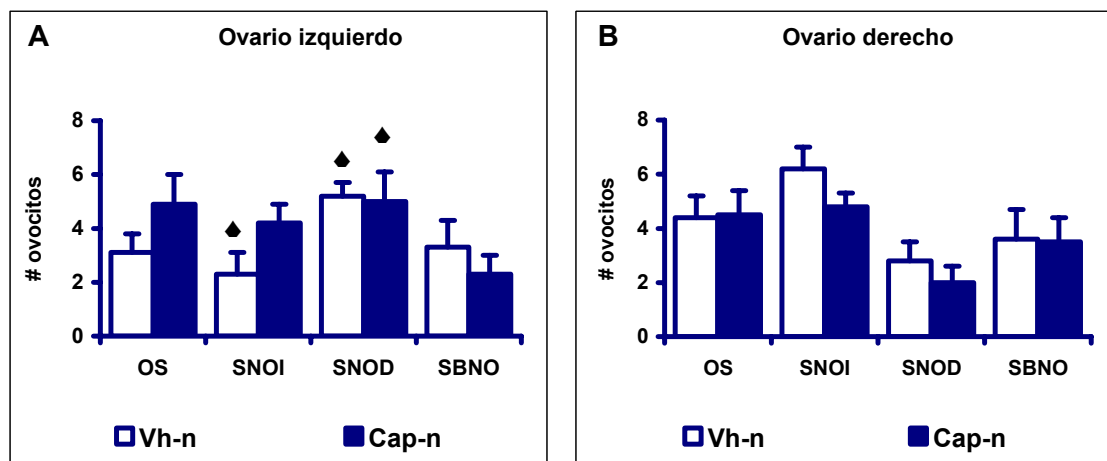 A
Ovario izquierdo
# ovocitos
8
6
4
2
0
OS SNOI SNOD SBNO
Vh-n Cap-n
B
Ovario derecho
# ovocitos
8
6
4
2
0
OS SNOI SNOD SBNO
Vh-n Cap-n